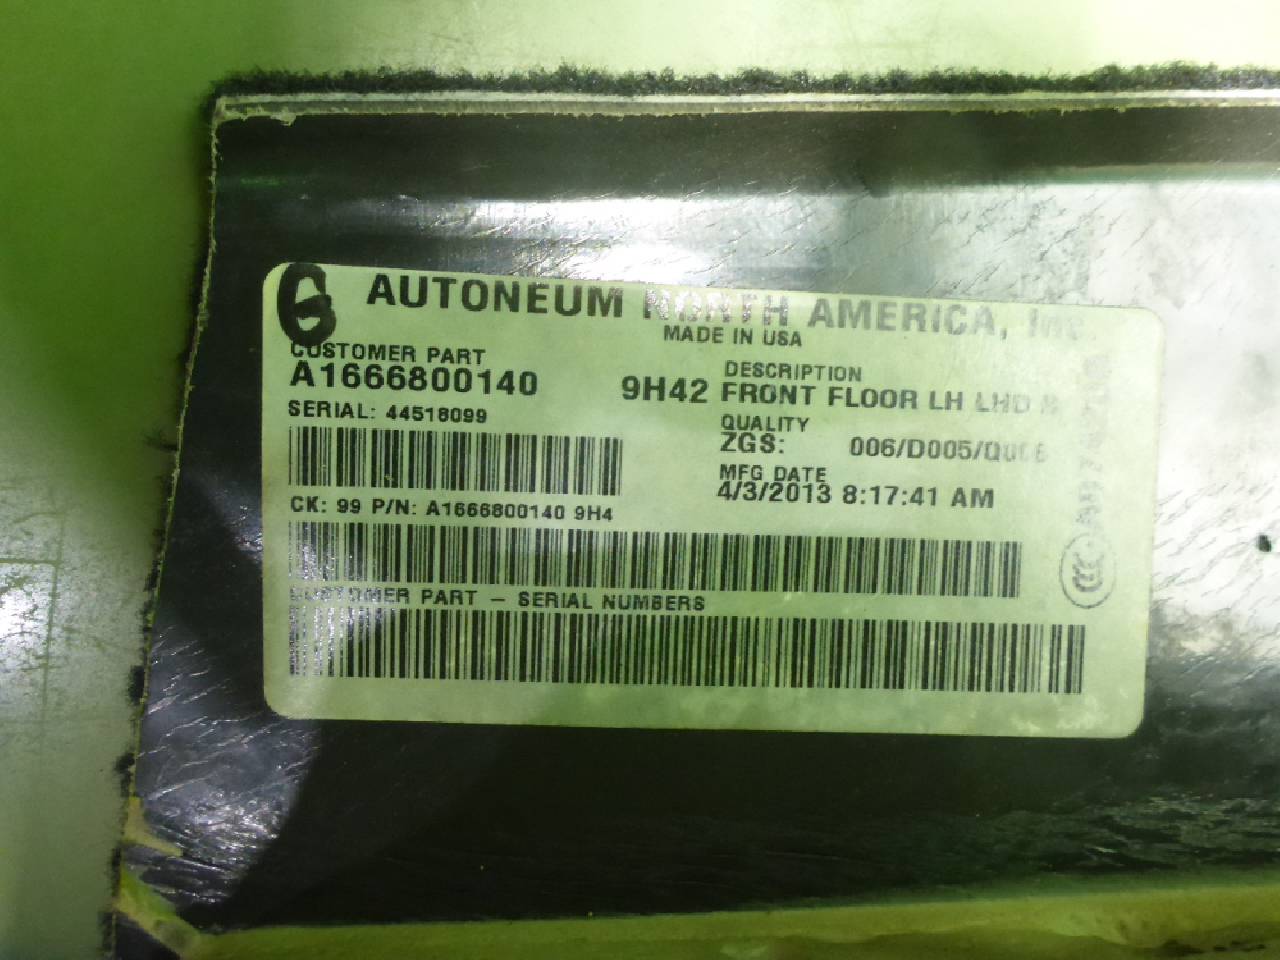 6 AUTONEUM NORTH AMERICA, Inc.
MADE IN USA
CUSTOMER PART
A1666800140 9H42
DESCRIPTION
FRONT FLOOR LH LHD
SERIAL: 44518099
QUALITY
ZGS: 006/D005/Q006
MFG DATE
4/3/2013 8:17:41 AM
CK: 99 P/N: A1666800140 9H4
CUSTOMER PART - SERIAL NUMBERS
CCC